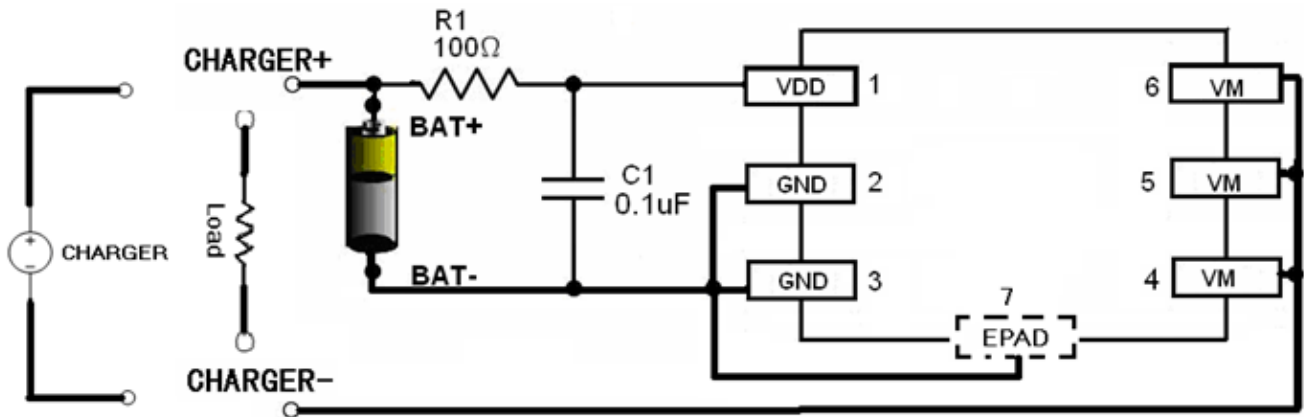 R1
100Ω
CHARGER+
VDD
1
6
VM
BAT+
C1
0.1uF
GND
2
5
VM
Load
+
−
CHARGER
BAT-
GND
3
4
VM
7
EPAD
CHARGER-